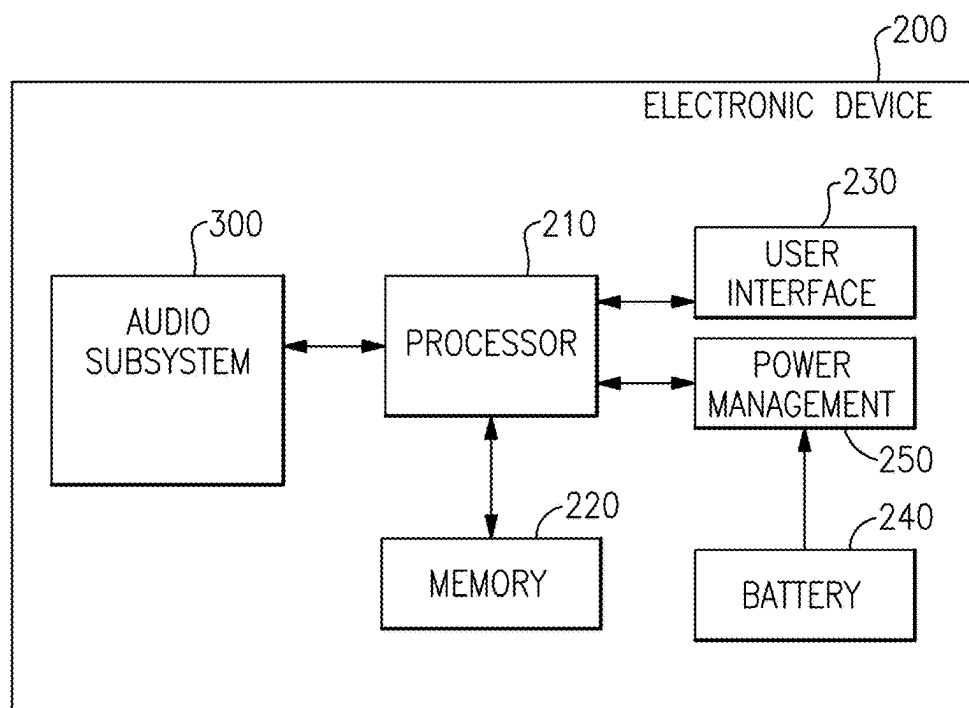 200
ELECTRONIC DEVICE
300
AUDIO
SUBSYSTEM
210
PROCESSOR
230
USER
INTERFACE
POWER
MANAGEMENT
250
220
MEMORY
240
BATTERY